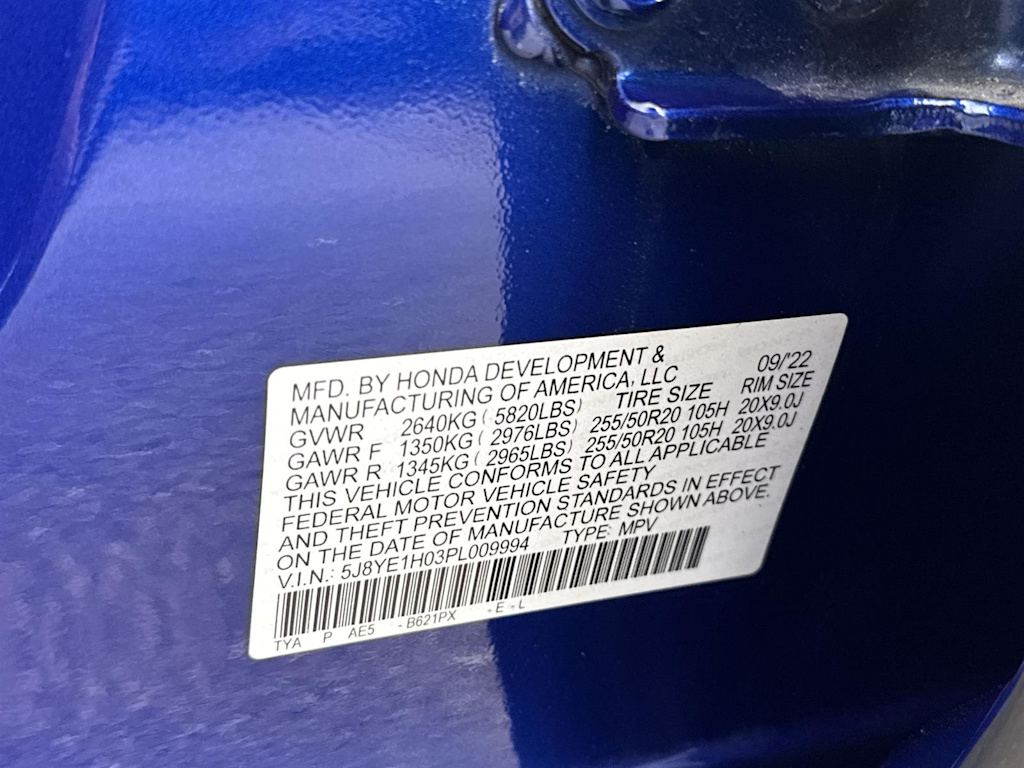 MFD. BY HONDA DEVELOPMENT & 09/'22
MANUFACTURING OF AMERICA, LLC
GVWR 2640KG ( 5820LBS) TIRE SIZE RIM SIZE
GAWR F 1350KG ( 2976LBS) 255/50R20 105H 20X9.0J
GAWR R 1345KG ( 2965LBS) 255/50R20 105H 20X9.0J
THIS VEHICLE CONFORMS TO ALL APPLICABLE
FEDERAL MOTOR VEHICLE SAFETY
AND THEFT PREVENTION STANDARDS IN EFFECT
ON THE DATE OF MANUFACTURE SHOWN ABOVE.
V.I.N.: 5J8YE1H03PL009994 TYPE: MPV
TYA P AE5 -B621PX -E-L